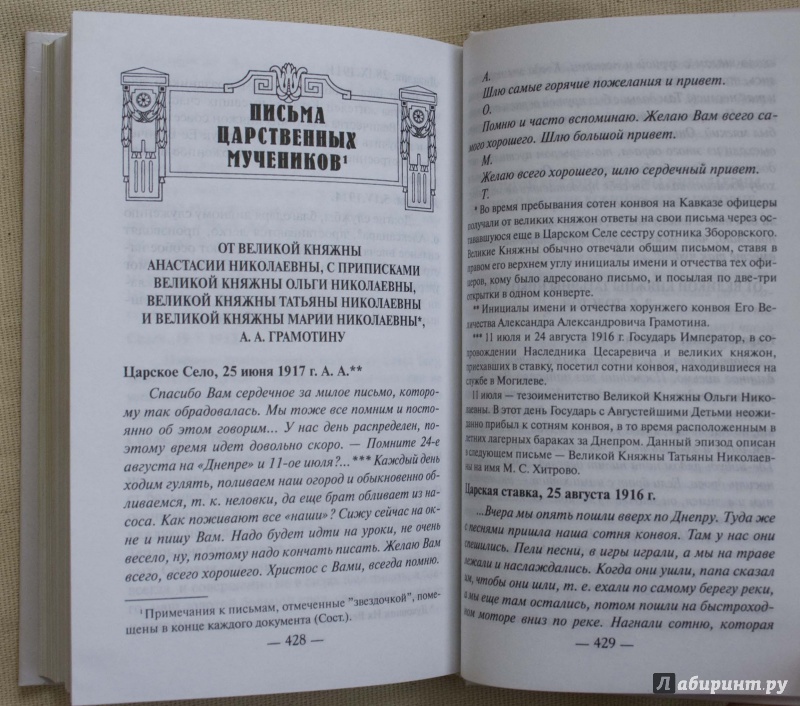 ПИСЬМА
ЦАРСТВЕННЫХ
МУЧЕНИКОВ¹
ОТ ВЕЛИКОЙ КНЯЖНЫ
АНАСТАСИИ НИКОЛАЕВНЫ, С ПРИПИСКАМИ
ВЕЛИКОЙ КНЯЖНЫ ОЛЬГИ НИКОЛАЕВНЫ,
ВЕЛИКОЙ КНЯЖНЫ ТАТЬЯНЫ НИКОЛАЕВНЫ
И ВЕЛИКОЙ КНЯЖНЫ МАРИИ НИКОЛАЕВНЫ*,
А. А. ГРАМОТИНУ
Царское Село, 25 июня 1917 г. А. А.**
Спасибо Вам сердечное за милое письмо, которо-
му так обрадовалась. Мы тоже все помним и посто-
янно об этом говорим... У нас день распределен, по-
этому время идет довольно скоро. — Помните 24-е
августа на «Днепре» и 11-ое июля?...*** Каждый день
ходим гулять, поливаем наш огород и обыкновенно об-
ливаемся, т. к. неловки, да еще брат обливает из на-
соса. Как поживают все «наши»? Сижу сейчас на ок-
не и пишу Вам. Надо будет идти на уроки, не очень
весело, ну, поэтому надо кончать писать. Желаю Вам
всего, всего хорошего. Христос с Вами, всегда помню.
¹ Примечания к письмам, отмеченные "звездочкой", поме-
щены в конце каждого документа (Сост.).
— 428 —
А.
Шлю самые горячие пожелания и привет.
О.
Помню и часто вспоминаю. Желаю Вам всего са-
мого хорошего. Шлю большой привет.
М.
Желаю всего хорошего, шлю сердечный привет.
Т.
* Во время пребывания сотен конвоя на Кавказе офицеры
получали от великих княжон ответы на свои письма через ос-
тававшуюся еще в Царском Селе сестру сотника Зборовского.
Великие Княжны обычно отвечали общим письмом, ставя в
правом его верхнем углу инициалы имени и отчества тех офи-
церов, кому было адресовано письмо, и посылая по две-три
открытки в одном конверте.
** Инициалы имени и отчества хорунжего конвоя Его Ве-
личества Александра Александровича Грамотина.
*** 11 июля и 24 августа 1916 г. Государь Император, в со-
провождении Наследника Цесаревича и великих княжон,
приехавших в ставку, посетил сотни конвоя, находившиеся на
службе в Могилеве.
11 июля — тезоименитство Великой Княжны Ольги Нико-
лаевны. В этот день Государь с Августейшими Детьми неожи-
данно прибыл к сотням конвоя, в то время расположенным в
летних лагерных бараках за Днепром. Данный эпизод описан
в следующем письме — Великой Княжны Татьяны Николаев-
ны на имя М. С. Хитрово.
Царская ставка, 25 августа 1916 г.
...Вчера мы опять пошли вверх по Днепру. Туда же
с песнями пришла наша сотня конвоя. Там у нас они
спешились. Пели песни, в игры играли, а мы на траве
лежали и наслаждались. Когда они ушли, папа сказал
им, чтобы они шли, т. е. ехали по самому берегу реки,
а мы еще там остались, потом пошли на быстроход-
ном моторе вниз по реке. Нагнали сотню, которая
— 429 —
Лабиринт.ру